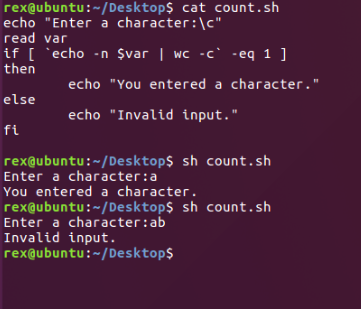 rex@ubuntu:~/Desktop$ cat count.sh
echo "Enter a character:\c"
read var
if [ `echo -n $var | wc -c` -eq 1 ]
then
        echo "You entered a character."
else
        echo "Invalid input."
fi

rex@ubuntu:~/Desktop$ sh count.sh
Enter a character:a
You entered a character.
rex@ubuntu:~/Desktop$ sh count.sh
Enter a character:ab
Invalid input.
rex@ubuntu:~/Desktop$